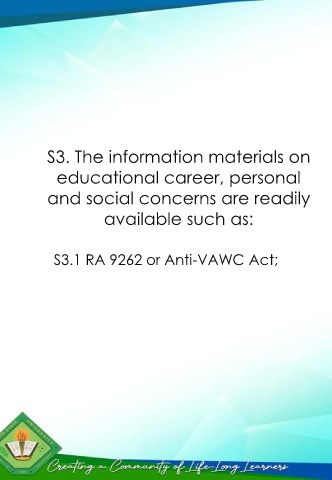 S3. The information materials on
educational career, personal
and social concerns are readily
available such as:
S3.1 RA 9262 or Anti-VAWC Act;
Creating a Community of Life-Long Learners